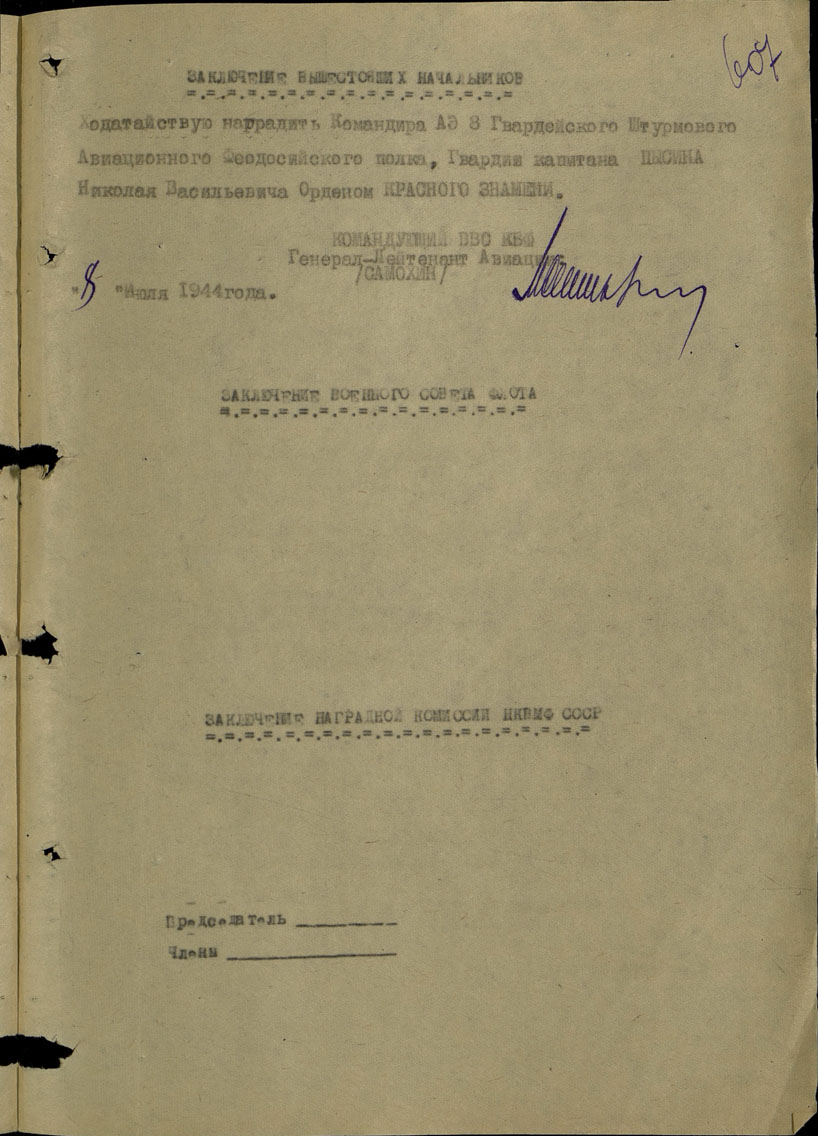 607
ЗАКЛЮЧЕНИЕ ВЫШЕСТОЯЩИХ НАЧАЛЬНИКОВ
=.=.=.=.=.=.=.=.=.=.=.=.=.=.=.=
Ходатайствую наградить Командира АЭ 8 Гвардейского Штурмового
Авиационного Феодосийского полка, Гвардии капитана ПЫСИНА
Николая Васильевича Орденом КРАСНОГО ЗНАМЕНИ.
КОМАНДУЮЩИЙ ВВС КБФ
Генерал-Лейтенант Авиации:
/САМОХИН/
"8 "Июля 1944года.
ЗАКЛЮЧЕНИЕ ВОЕННОГО СОВЕТА ФЛОТА
=.=.=.=.=.=.=.=.=.=.=.=.=.=.=
ЗАКЛЮЧЕНИЕ НАГРАДНОЙ КОМИССИИ НКВМФ СССР
=.=.=.=.=.=.=.=.=.=.=.=.=.=.=.=.=.=.=
Председатель
Члены